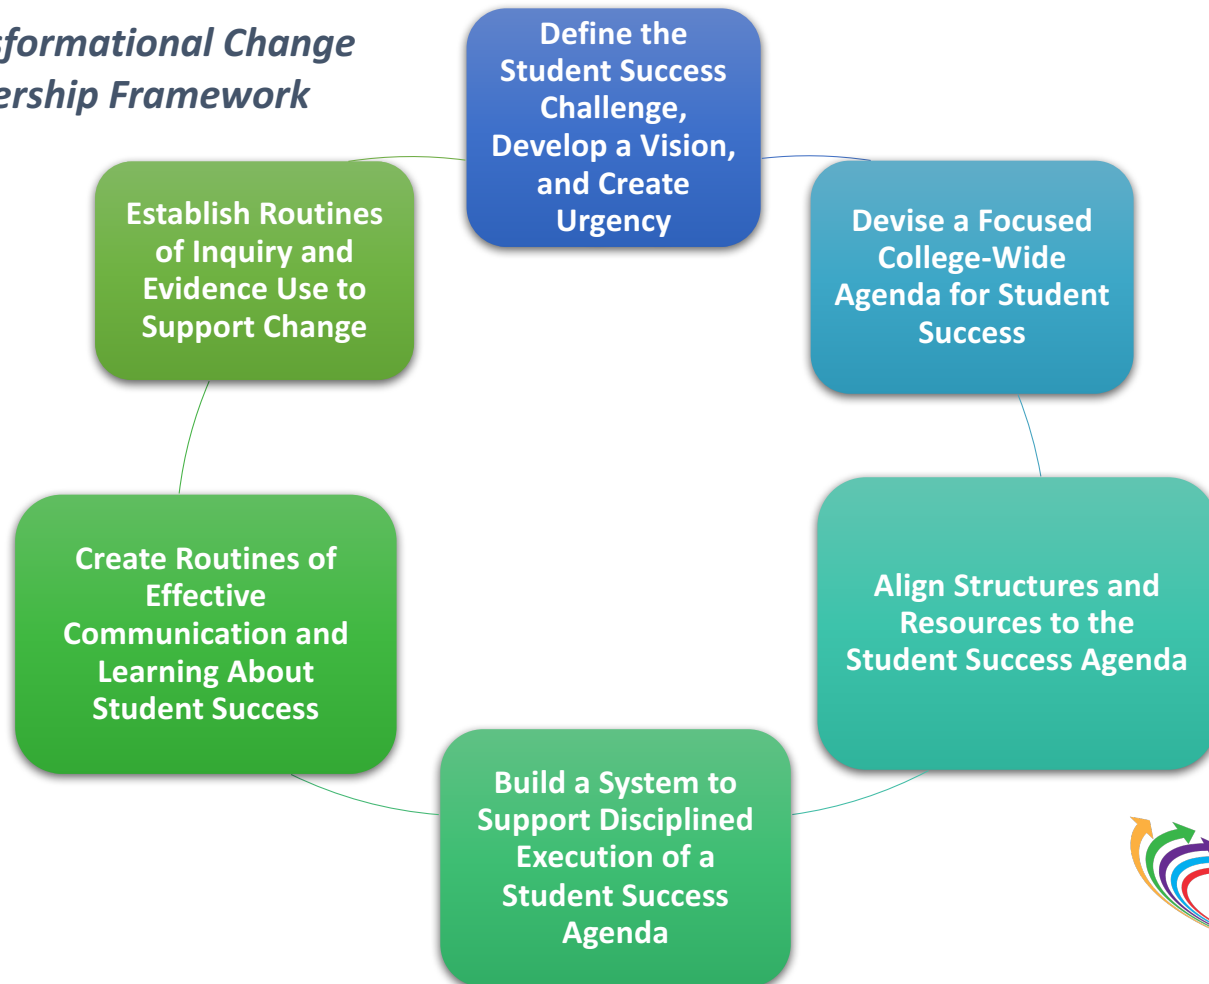 sformational Change
ership Framework
Define the
Student Success
Challenge,
Develop a Vision,
and Create
Urgency
Devise a Focused
College-Wide
Agenda for Student
Success
Align Structures and
Resources to the
Student Success Agenda
Build a System to
Support Disciplined
Execution of a
Student Success
Agenda
Create Routines of
Effective
Communication and
Learning About
Student Success
Establish Routines
of Inquiry and
Evidence Use to
Support Change